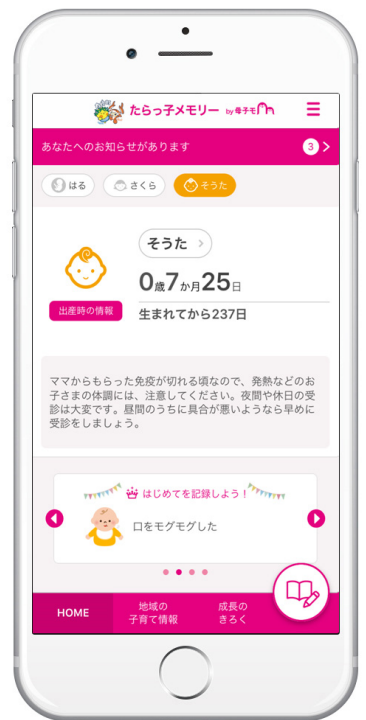 たらっ子メモリー by母子モ
あなたへのお知らせがあります 3
はる さくら そうた
そうた
0歳7か月25日
出産時の情報
生まれてから237日
ママからもらった免疫が切れる頃なので、発熱などのお
子さまの体調には、注意してください。夜間や休日の受
診は大変です。昼間のうちに具合が悪いようなら早めに
受診をしましょう。
はじめてを記録しよう!
口をモグモグした
HOME
地域の
子育て情報
成長の
きろく